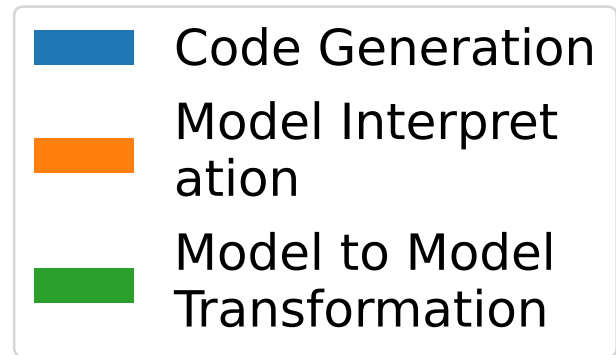 Code Generation
Model Interpret
ation
Model to Model
Transformation